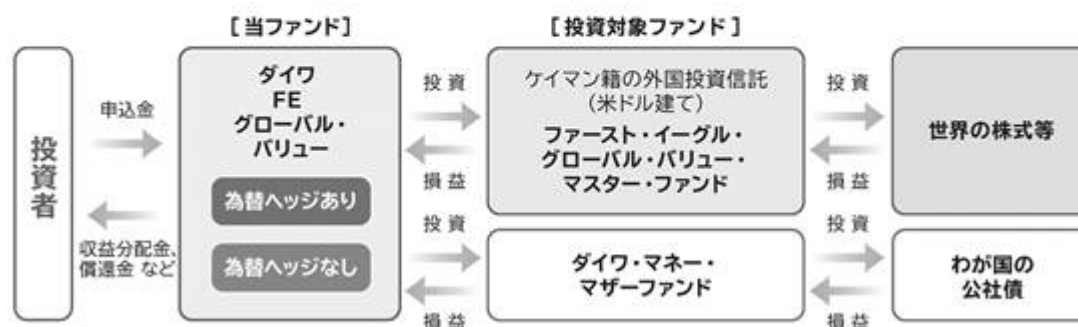 [当ファンド]
[投資対象ファンド]
投資者
申込金
収益分配金、
償還金 など
ダイワ
FE
グローバル・
バリュー
為替ヘッジあり
為替ヘッジなし
投 資
損 益
投 資
損 益
ケイマン籍の外国投資信託
(米ドル建て)
ファースト・イーグル・
グローバル・バリュー・
マスター・ファンド
ダイワ・マネー・
マザーファンド
投 資
損 益
投 資
損 益
世界の株式等
わが国の
公社債